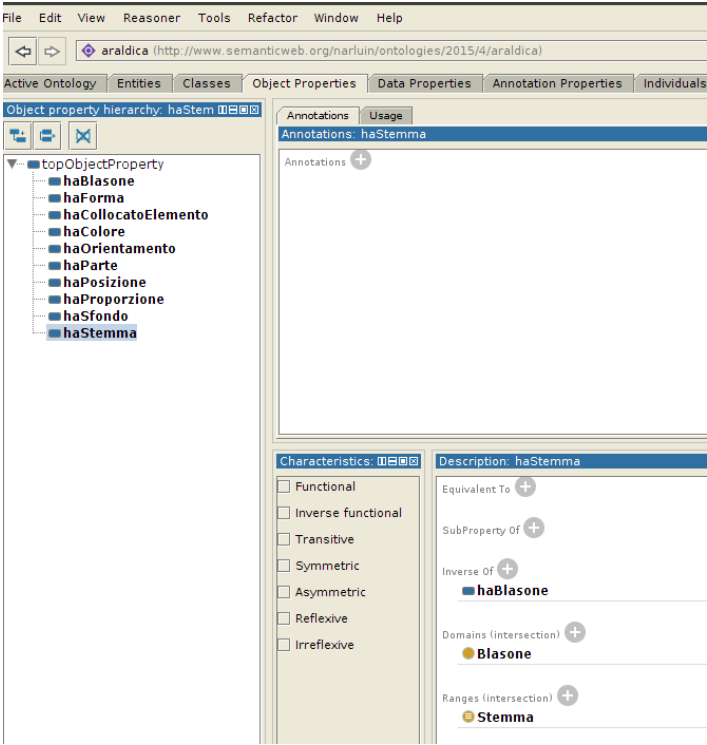 File Edit View Reasoner Tools Refactor Window Help
araldica (http://www.semanticweb.org/narluin/ontologies/2015/4/araldica)
Active Ontology Entities Classes Object Properties Data Properties Annotation Properties Individuals
Object property hierarchy: haStem
topObjectProperty
haBlasone
haForma
haCollocatoElemento
haColore
haOrientamento
haParte
haPosizione
haProporzione
haSfondo
haStemma
Annotations Usage
Annotations: haStemma
Annotations
Characteristics:
Functional
Inverse functional
Transitive
Symmetric
Asymmetric
Reflexive
Irreflexive
Description: haStemma
Equivalent To
SubProperty Of
Inverse Of
haBlasone
Domains (intersection)
Blasone
Ranges (intersection)
Stemma